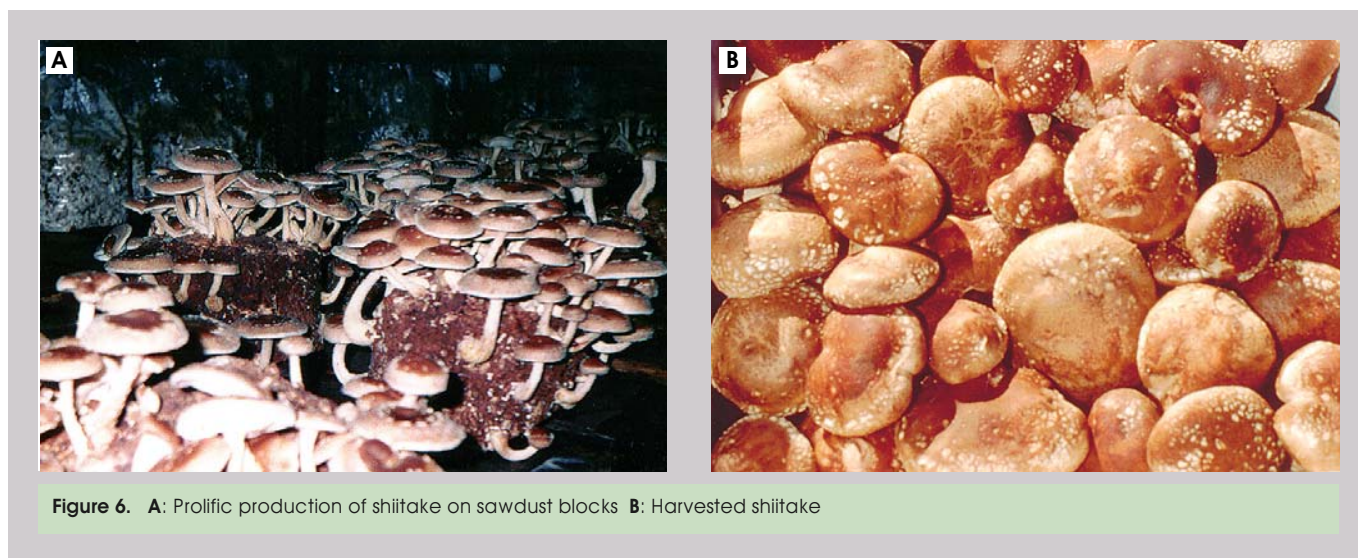 A
B
Figure 6. A: Prolific production of shiitake on sawdust blocks B: Harvested shiitake